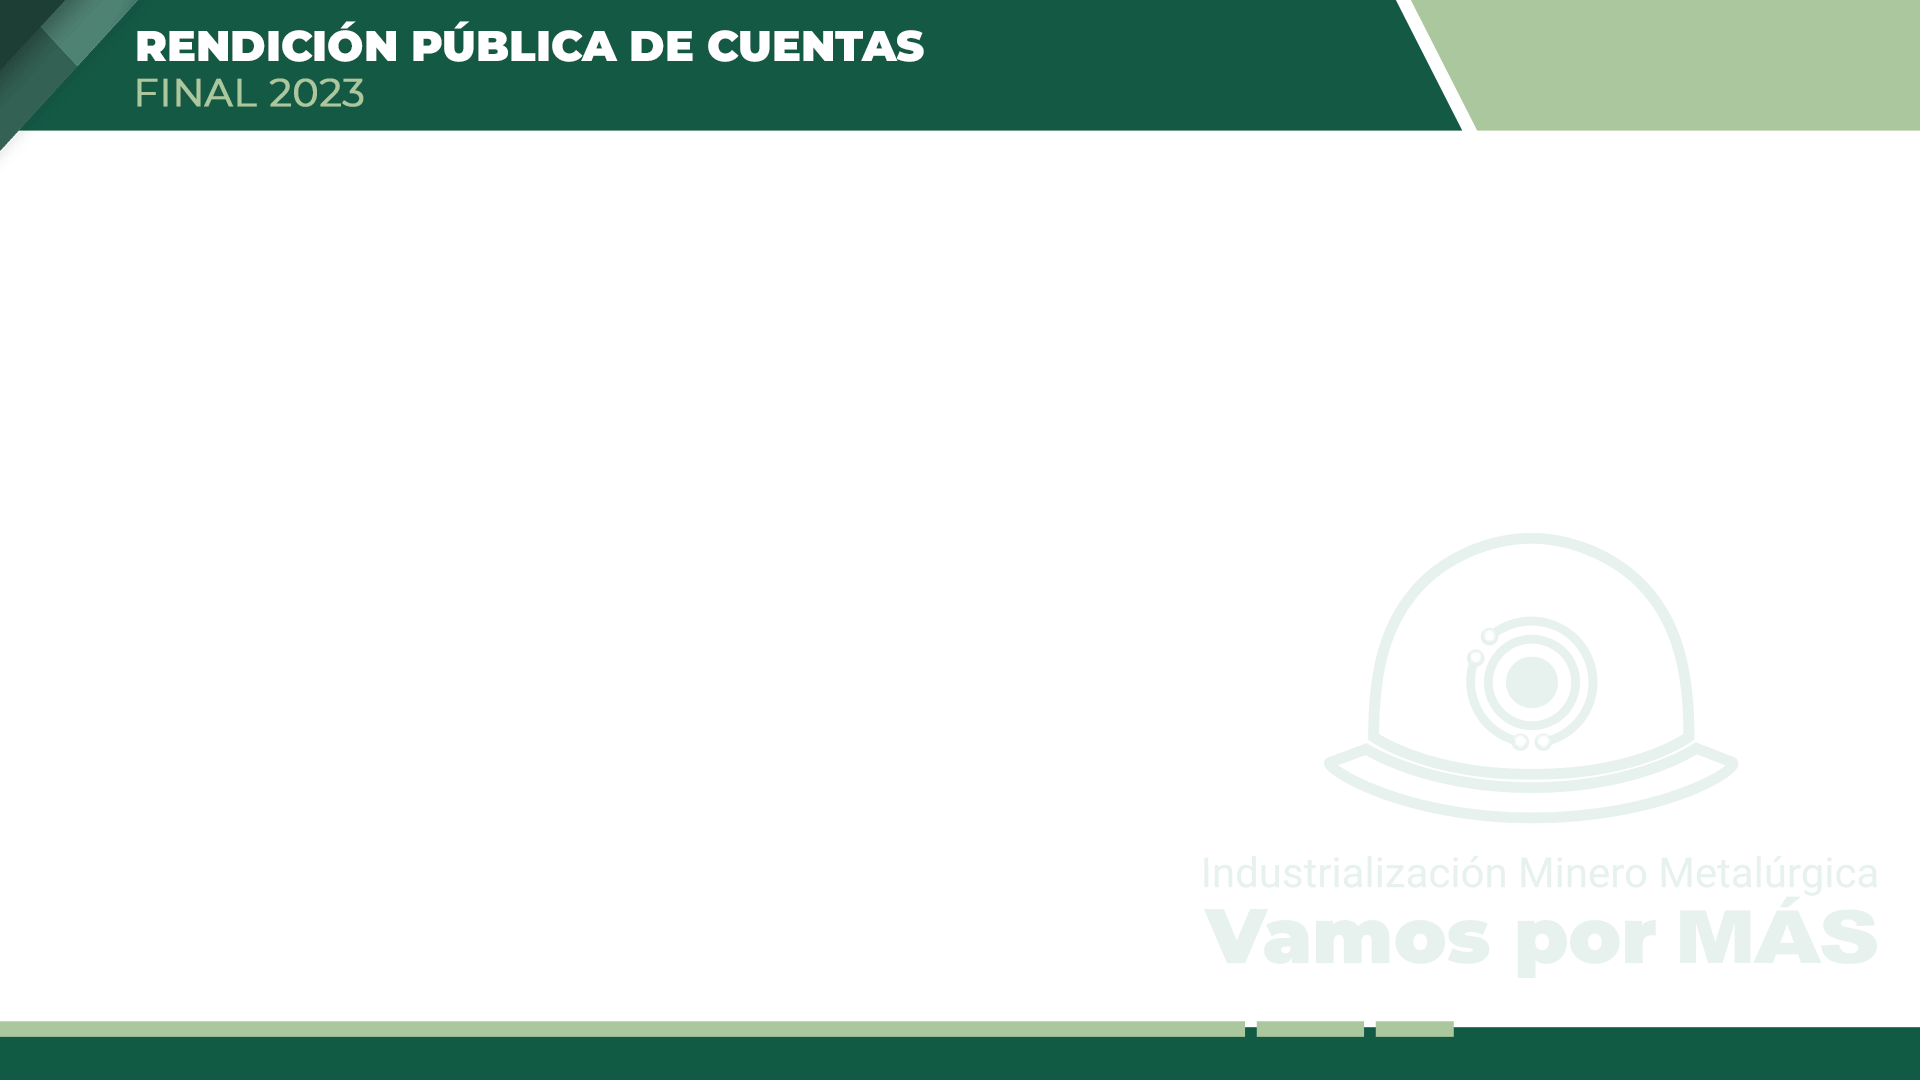 RENDICIÓN PÚBLICA DE CUENTAS
FINAL 2023
Industrialización Minero Metalúrgica
Vamos por MÁS